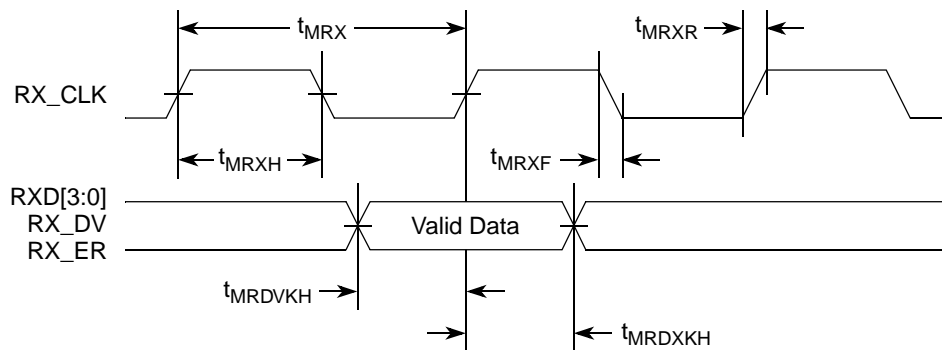 tMRX
tMRXR
RX_CLK
tMRXH
tMRXF
RXD[3:0]
RX_DV
Valid Data
RX_ER
tMRDVKH
tMRDXKH